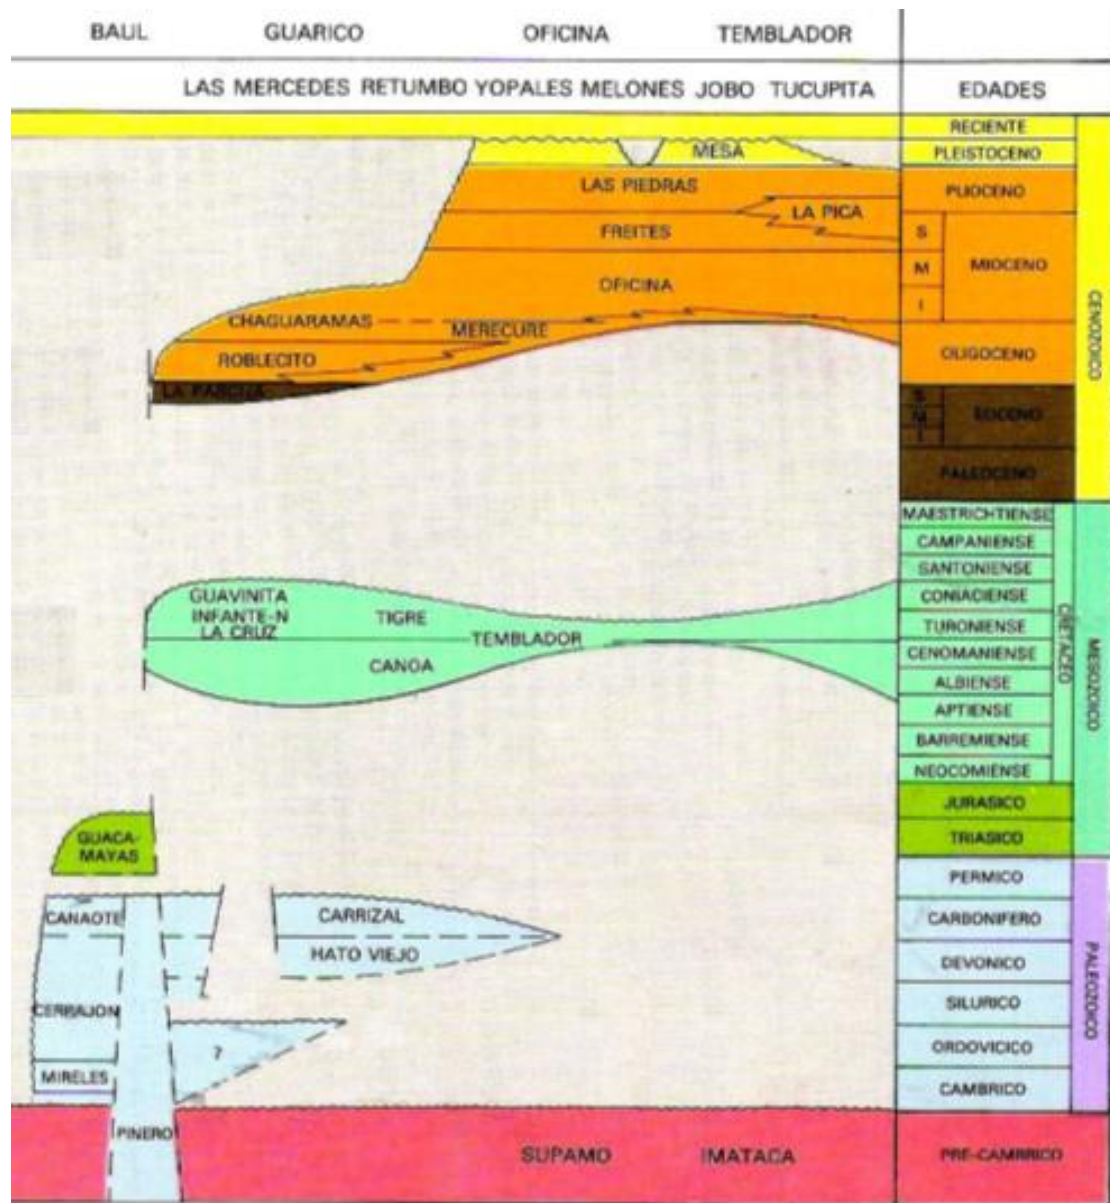 BAUL GUARICO OFICINA TEMBLADOR
LAS MERCEDES RETUMBO YOPALES MELONES JOBO TUCUPITA EDADES
RECIENTE
MESA PLEISTOCENO
LAS PIEDRAS PLIOCENO
LA PICA
FREITES S
M MIOCENO
OFICINA
I
CHAGUARAMAS MERECURE
ROBLECITO OLIGOCENO
LA PASCUA S
M EOCENO
I
PALEOCENO
CENOZOICO
MAESTRICHTIENSE
CAMPANIENSE
SANTONIENSE
GUAVINITA CONIACIENSE
INFANTE-N TIGRE
LA CRUZ TURONIENSE
TEMBLADOR CENOMANIENSE
CANOA
ALBIENSE
APTIENSE
BARREMIENSE
NEOCOMIENSE
CRETACEO
JURASICO
GUACA-
MAYAS TRIASICO
MESOZOICO
PERMICO
CANAOTE CARRIZAL CARBONIFERO
HATO VIEJO DEVONICO
CERRAJON SILURICO
? ORDOVICICO
MIRELES CAMBRICO
PALEOZOICO
PINERO
SUPAMO IMATACA PRE-CAMBRICO